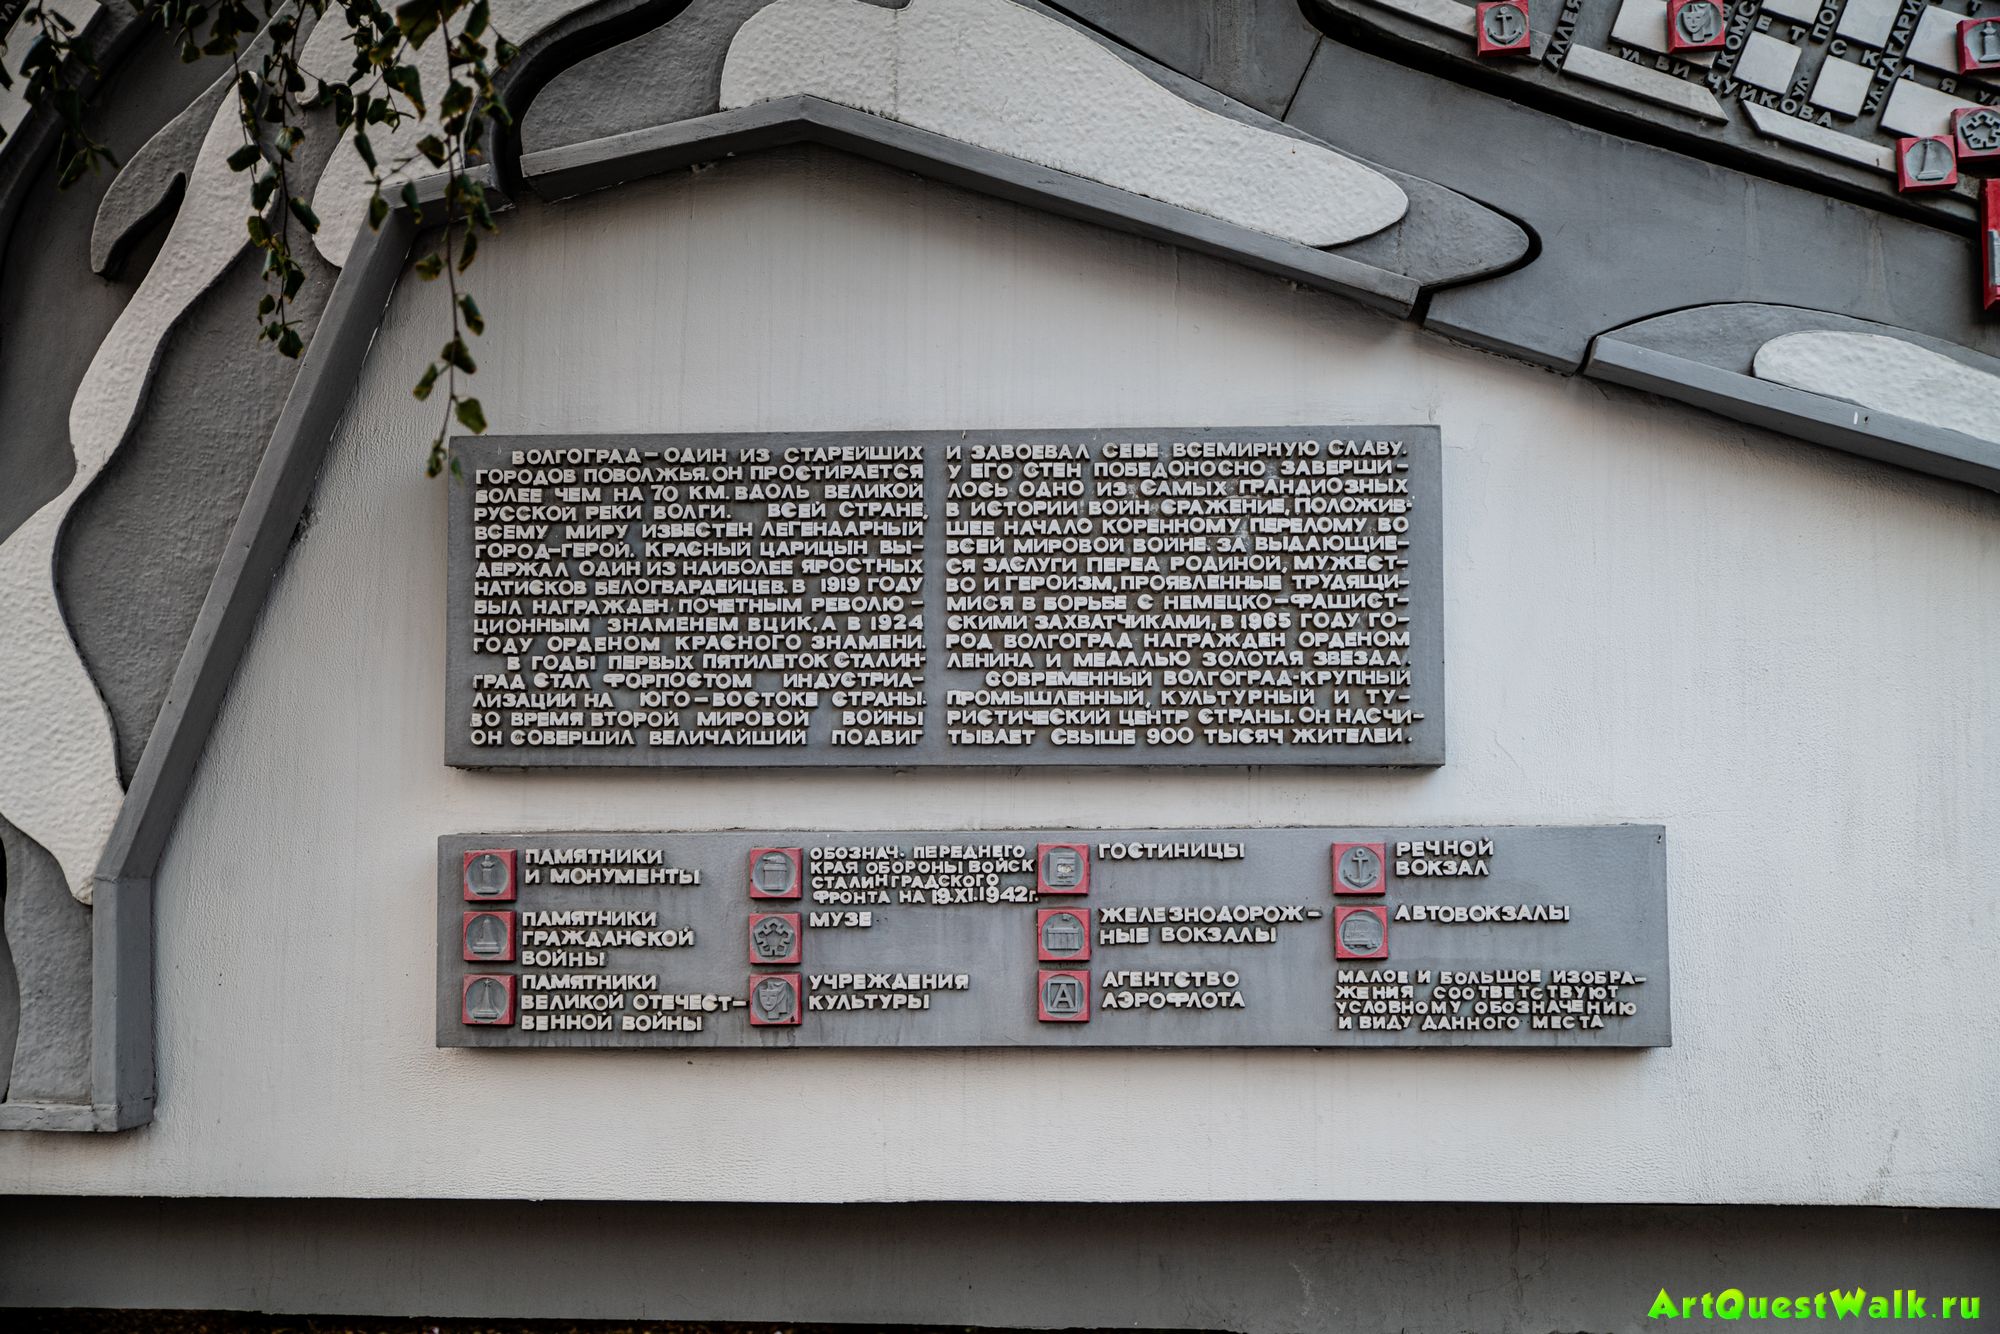 АЛЛЕЯ
УЛ. ВИ ЧУЙКОВА
ВОЛГОГРАД — ОДИН ИЗ СТАРЕЙШИХ
ГОРОДОВ ПОВОЛЖЬЯ. ОН ПРОСТИРАЕТСЯ
БОЛЕЕ ЧЕМ НА 70 КМ. ВДОЛЬ ВЕЛИКОЙ
РУССКОЙ РЕКИ ВОЛГИ. ВСЕЙ СТРАНЕ,
ВСЕМУ МИРУ ИЗВЕСТЕН ЛЕГЕНДАРНЫЙ
ГОРОД-ГЕРОЙ. КРАСНЫЙ ЦАРИЦЫН ВЫ-
ДЕРЖАЛ ОДИН ИЗ НАИБОЛЕЕ ЯРОСТНЫХ
НАТИСКОВ БЕЛОГВАРДЕЙЦЕВ. В 1919 ГОДУ
БЫЛ НАГРАЖДЕН ПОЧЕТНЫМ РЕВОЛЮ-
ЦИОННЫМ ЗНАМЕНЕМ ВЦИК, А В 1924
ГОДУ ОРДЕНОМ КРАСНОГО ЗНАМЕНИ.
В ГОДЫ ПЕРВЫХ ПЯТИЛЕТОК СТАЛИН-
ГРАД СТАЛ ФОРПОСТОМ ИНДУСТРИА-
ЛИЗАЦИИ НА ЮГО-ВОСТОКЕ СТРАНЫ.
ВО ВРЕМЯ ВТОРОЙ МИРОВОЙ ВОЙНЫ
ОН СОВЕРШИЛ ВЕЛИЧАЙШИЙ ПОДВИГ
И ЗАВОЕВАЛ СЕБЕ ВСЕМИРНУЮ СЛАВУ.
У ЕГО СТЕН ПОБЕДОНОСНО ЗАВЕРШИ-
ЛОСЬ ОДНО ИЗ САМЫХ ГРАНДИОЗНЫХ
В ИСТОРИИ ВОЙН СРАЖЕНИЕ, ПОЛОЖИВ-
ШЕЕ НАЧАЛО КОРЕННОМУ ПЕРЕЛОМУ ВО
ВСЕЙ МИРОВОЙ ВОЙНЕ. ЗА ВЫДАЮЩИЕ-
СЯ ЗАСЛУГИ ПЕРЕД РОДИНОЙ, МУЖЕСТ-
ВО И ГЕРОИЗМ, ПРОЯВЛЕННЫЕ ТРУДЯЩИ-
МИСЯ В БОРЬБЕ С НЕМЕЦКО-ФАШИСТ-
СКИМИ ЗАХВАТЧИКАМИ, В 1965 ГОДУ ГО-
РОД ВОЛГОГРАД НАГРАЖДЕН ОРДЕНОМ
ЛЕНИНА И МЕДАЛЬЮ ЗОЛОТАЯ ЗВЕЗДА.
СОВРЕМЕННЫЙ ВОЛГОГРАД-КРУПНЫЙ
ПРОМЫШЛЕННЫЙ, КУЛЬТУРНЫЙ И ТУ-
РИСТИЧЕСКИЙ ЦЕНТР СТРАНЫ. ОН НАСЧИ-
ТЫВАЕТ СВЫШЕ 900 ТЫСЯЧ ЖИТЕЛЕЙ.
ПАМЯТНИКИ
И МОНУМЕНТЫ
ПАМЯТНИКИ
ГРАЖДАНСКОЙ
ВОЙНЫ
ПАМЯТНИКИ
ВЕЛИКОЙ ОТЕЧЕСТ-
ВЕННОЙ ВОЙНЫ
ОБОЗНАЧ. ПЕРЕДНЕГО
КРАЯ ОБОРОНЫ ВОЙСК
СТАЛИНГРАДСКОГО
ФРОНТА НА 19.XI.1942Г.
МУЗЕ
УЧРЕЖДЕНИЯ
КУЛЬТУРЫ
ГОСТИНИЦЫ
ЖЕЛЕЗНОДОРОЖ-
НЫЕ ВОКЗАЛЫ
А
АГЕНТСТВО
АЭРОФЛОТА
РЕЧНОЙ
ВОКЗАЛ
АВТОВОКЗАЛЫ
МАЛОЕ И БОЛЬШОЕ ИЗОБРА-
ЖЕНИЯ СООТВЕТСТВУЮТ
УСЛОВНОМУ ОБОЗНАЧЕНИЮ
И ВИДУ ДАННОГО МЕСТА
ArtQuestWalk.ru